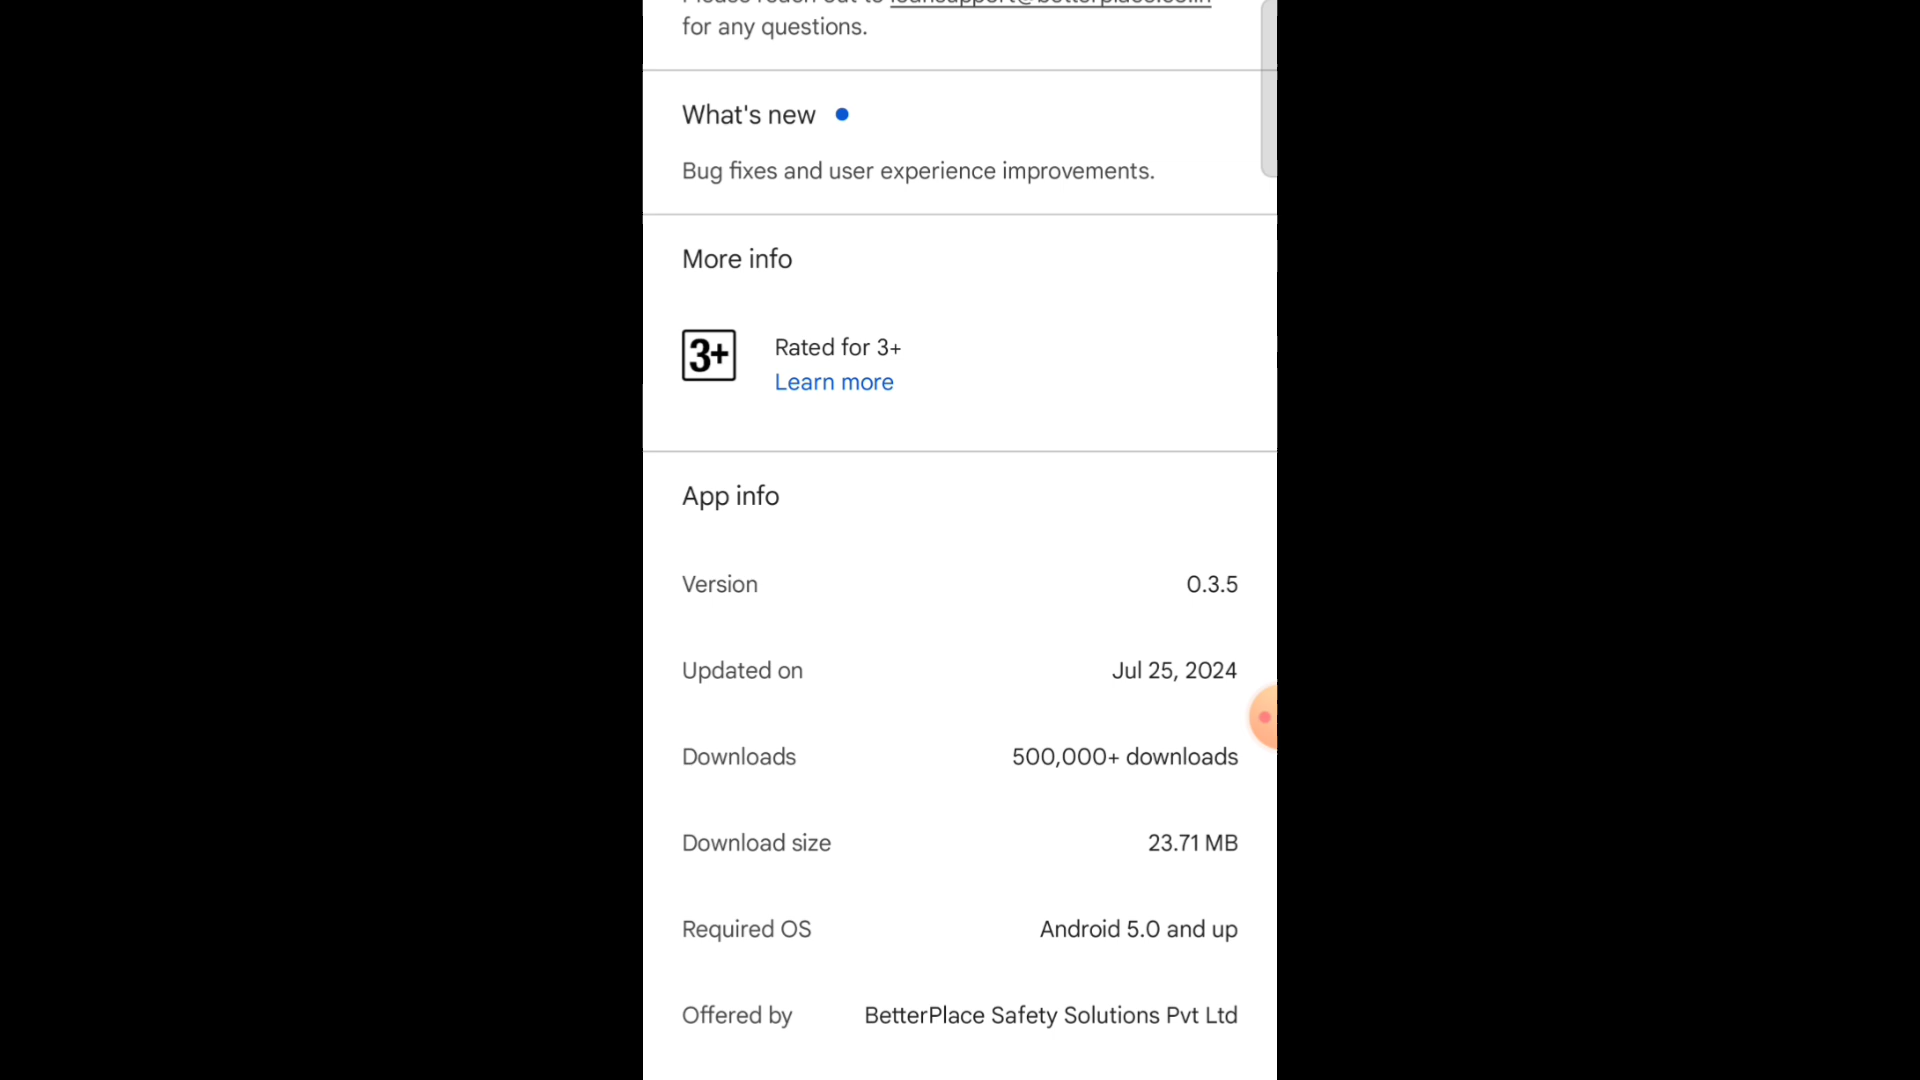 for any questions.
What's new
Bug fixes and user experience improvements.
More info
3+
Rated for 3+
Learn more
App info
Version 0.3.5
Updated on Jul 25, 2024
Downloads 500,000+ downloads
Download size 23.71 MB
Required OS Android 5.0 and up
Offered by BetterPlace Safety Solutions Pvt Ltd